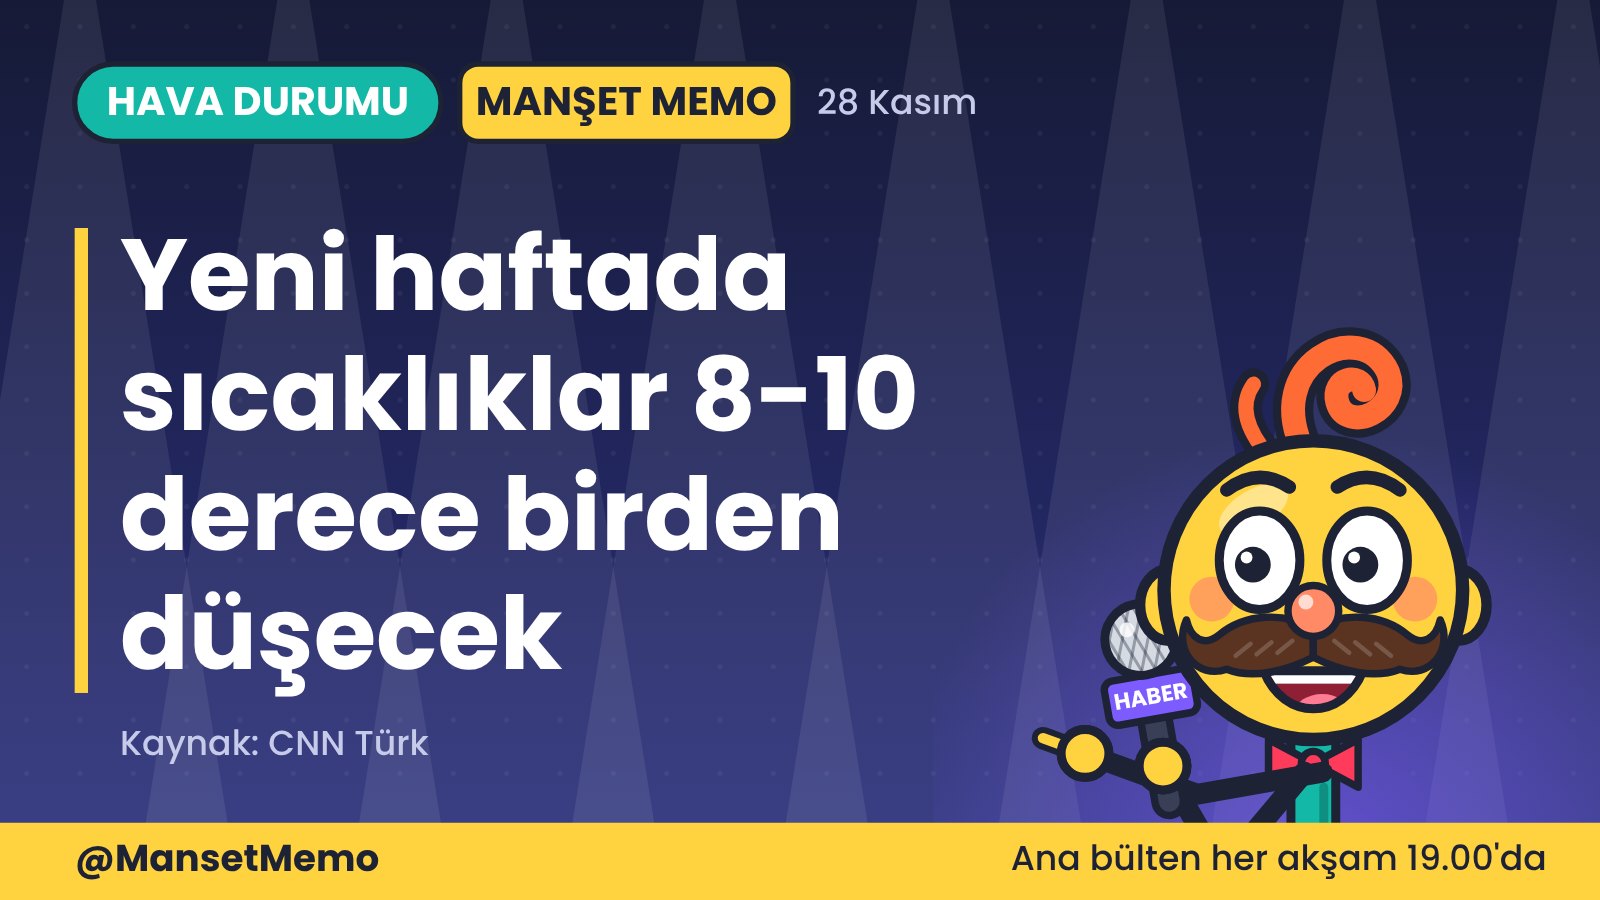 HAVA DURUMU MANŞET MEMO 28 Kasım
Yeni haftada
sıcaklıklar 8-10
derece birden
düşecek
Kaynak: CNN Türk
HABER
@MansetMemo Ana bülten her akşam 19.00'da